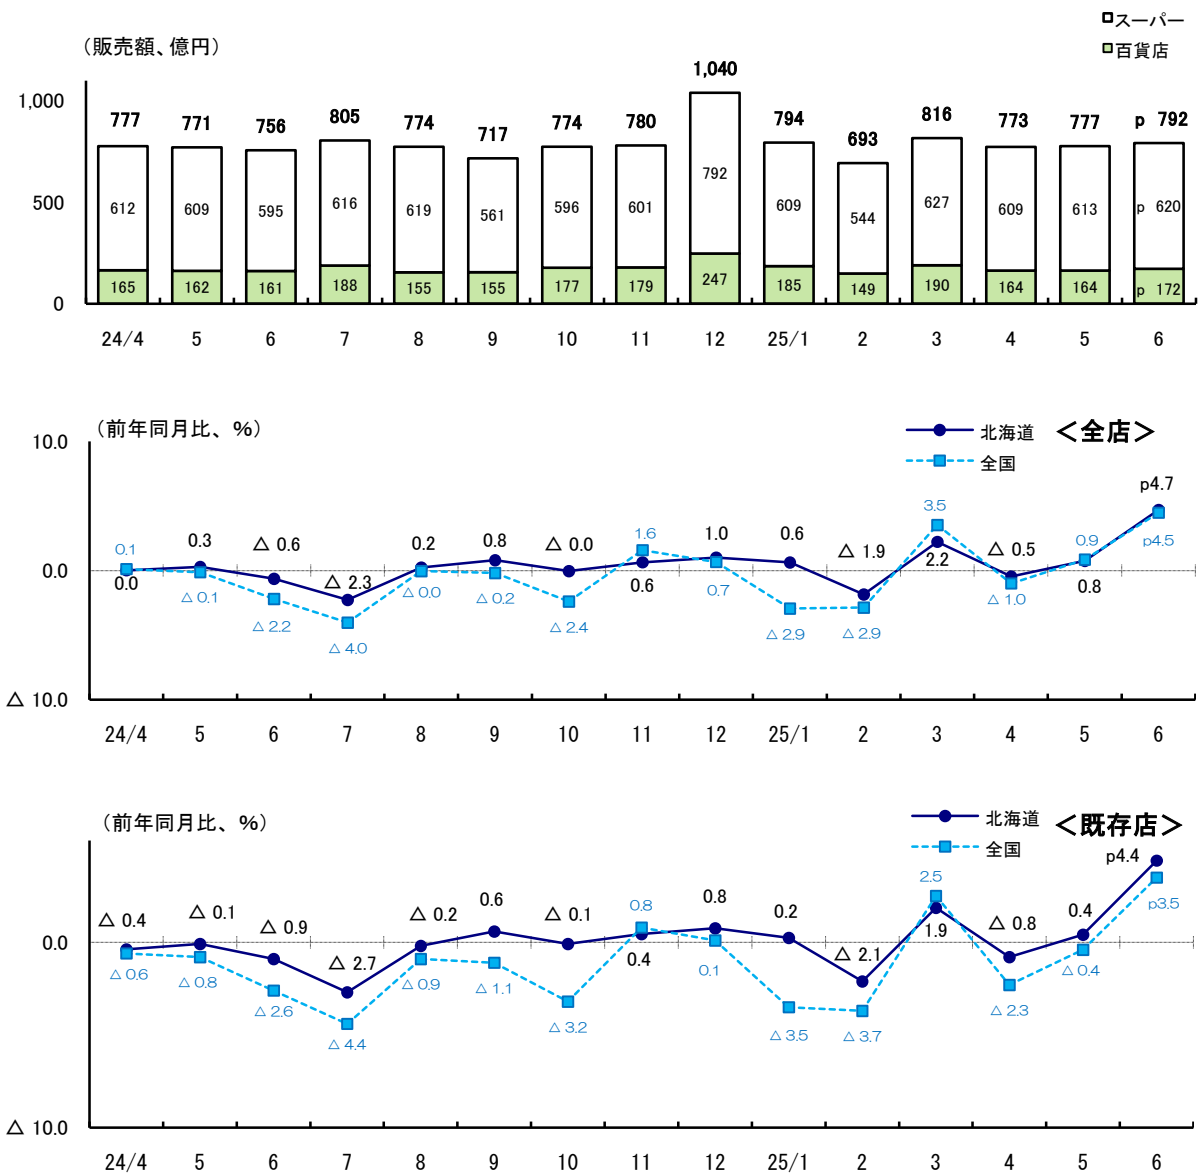 □スーパー
□百貨店
（販売額、億円）
1,000
500
0
777 771 756 805 774 717 774 780 1,040 794 693 816 773 777 p 792
612 609 595 616 619 561 596 601 792 609 544 627 609 613 p 620
165 162 161 188 155 155 177 179 247 185 149 190 164 164 p 172
24/4 5 6 7 8 9 10 11 12 25/1 2 3 4 5 6
（前年同月比、%）
北海道
＜全店＞
全国
10.0
0.0
△ 10.0
0.0 0.3 △ 0.6 △ 2.3 0.2 0.8 △ 0.0 0.6 1.0 0.6 △ 1.9 2.2 △ 0.5 0.8 p4.7
0.1 △ 0.1 △ 2.2 △ 4.0 △ 0.0 △ 0.2 △ 2.4 1.6 0.7 △ 2.9 △ 2.9 3.5 △ 1.0 0.9 p4.5
24/4 5 6 7 8 9 10 11 12 25/1 2 3 4 5 6
（前年同月比、%）
北海道
＜既存店＞
全国
0.0
△ 10.0
△ 0.4 △ 0.1 △ 0.9 △ 2.7 △ 0.2 0.6 △ 0.1 0.4 0.8 0.2 △ 2.1 1.9 △ 0.8 0.4 p4.4
△ 0.6 △ 0.8 △ 2.6 △ 4.4 △ 0.9 △ 1.1 △ 3.2 0.8 0.1 △ 3.5 △ 3.7 2.5 △ 2.3 △ 0.4 p3.5
24/4 5 6 7 8 9 10 11 12 25/1 2 3 4 5 6